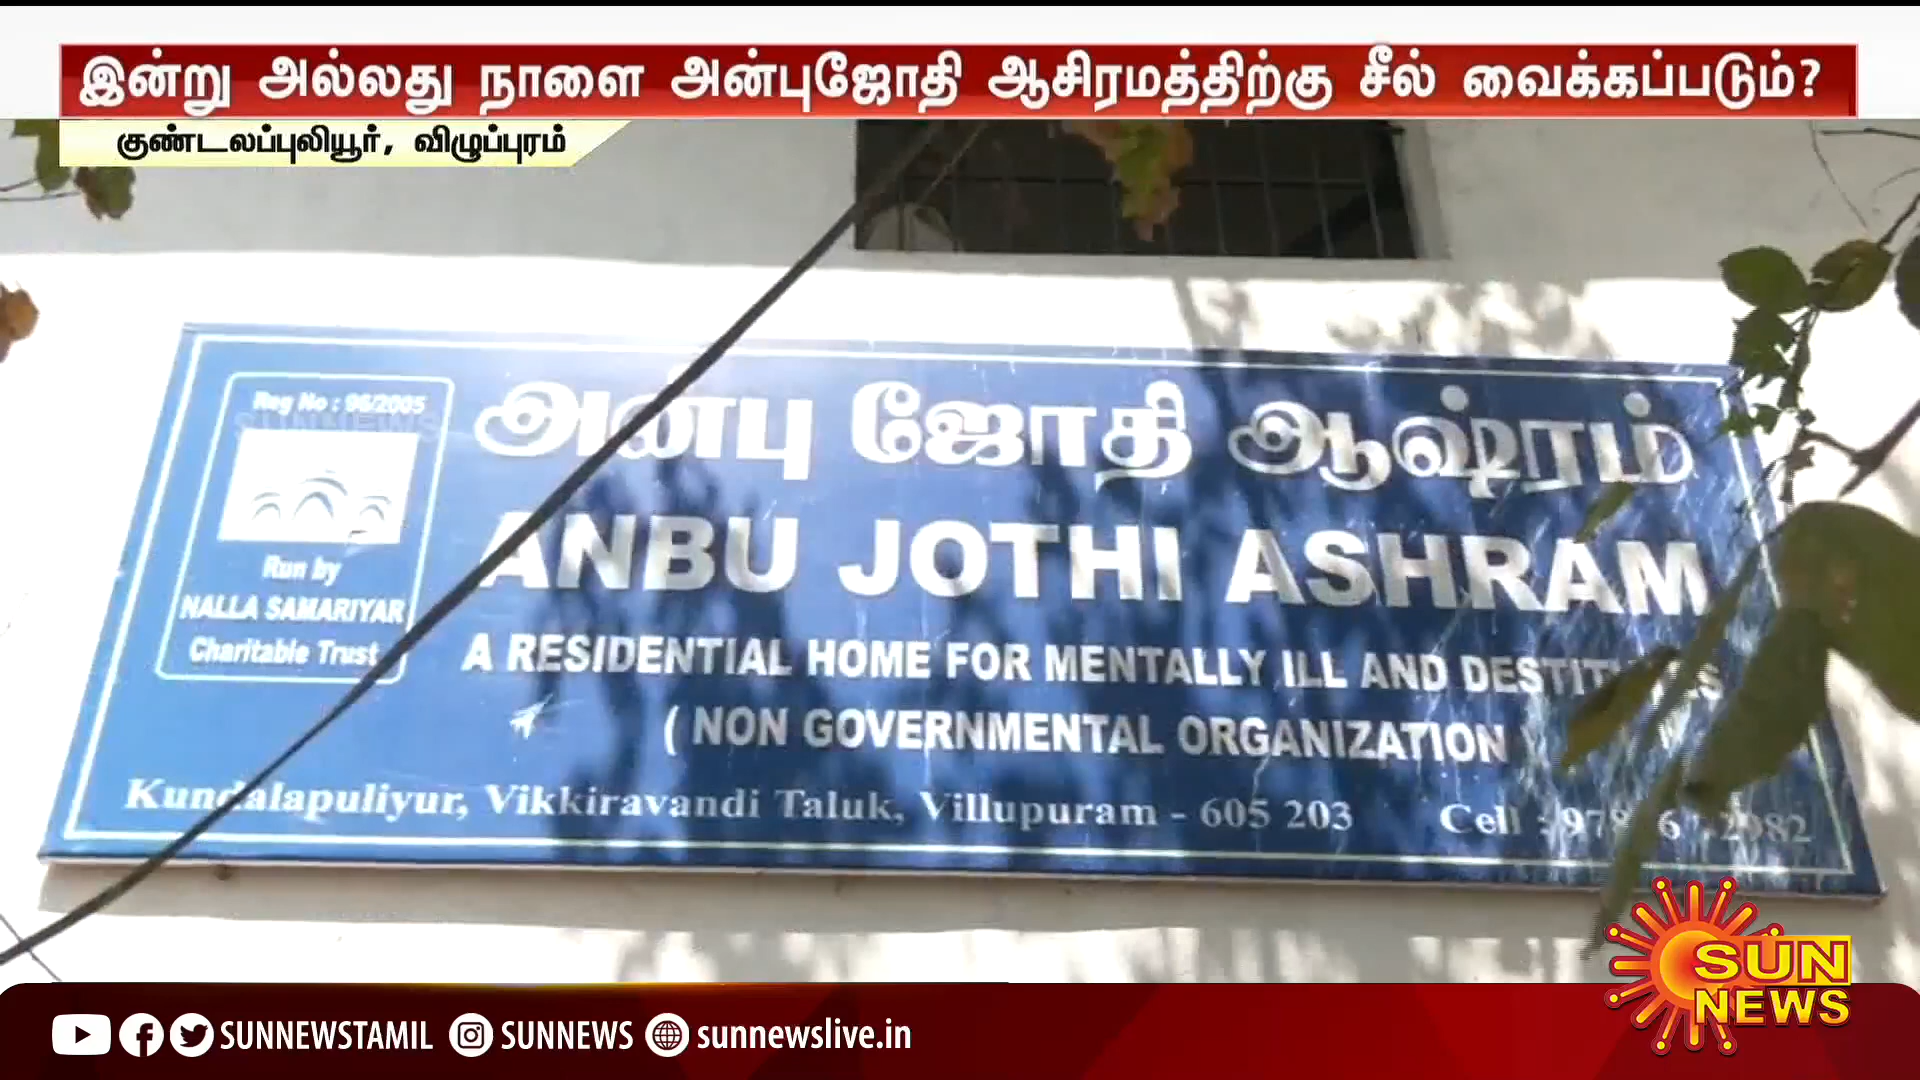 இன்று அல்லது நாளை அன்புஜோதி ஆசிரமத்திற்கு சீல் வைக்கப்படும்?
குண்டலப்புலியூர், விழுப்புரம்
Reg No : 96/2005
SUN NEWS
Run by
NALLA SAMARIYAR
Charitable Trust
அன்பு ஜோதி ஆஷ்ரம்
ANBU JOTHI ASHRAM
A RESIDENTIAL HOME FOR MENTALLY ILL AND
( NON GOVERNMENTAL ORGANIZATION
Kundalapuliyur, Vikkiravandi Taluk, Villupuram - 605 203 Cell :
SUN
NEWS
SUNNEWSTAMIL SUNNEWS sunnewslive.in